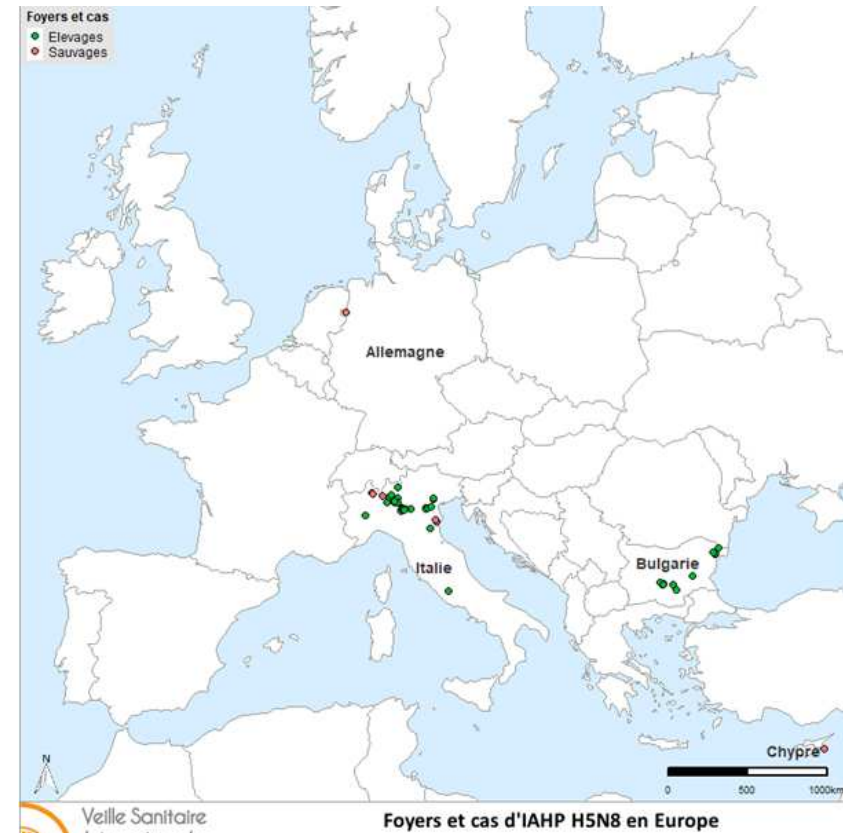 Foyers et cas
Elevages
Sauvages
Allemagne
Italie
Bulgarie
Chypre
N
0 500 1000km
Veille Sanitaire
Foyers et cas d'IAHP H5N8 en Europe